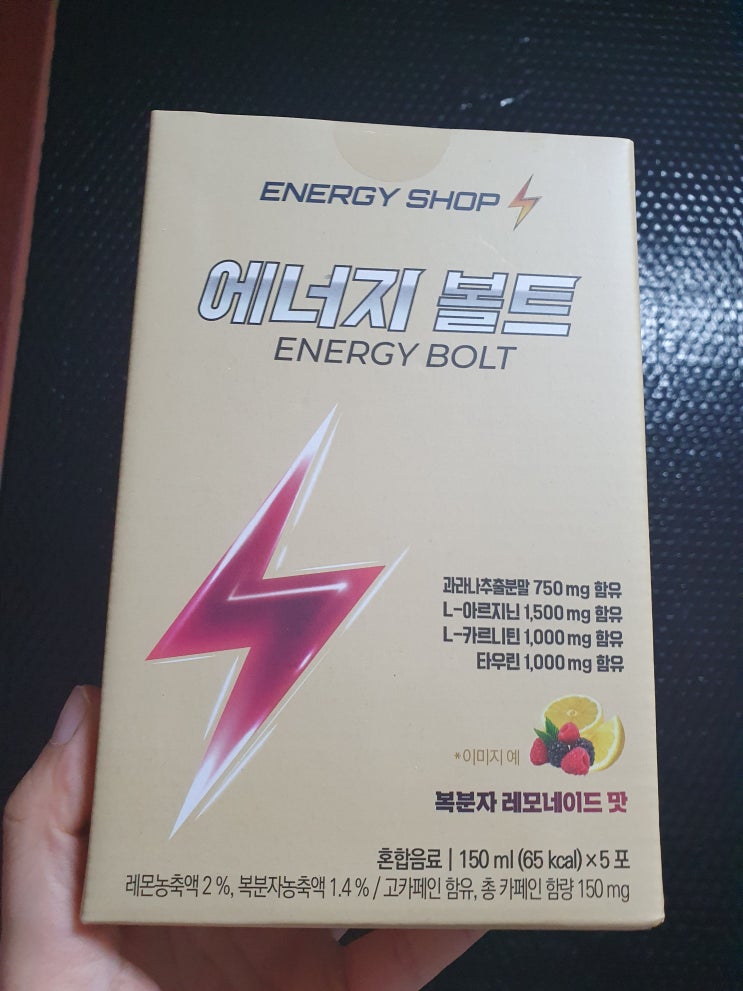 ENERGY SHOP
에너지 볼트
ENERGY BOLT
과라나추출분말 750 mg 함유
L-아르지닌 1,500 mg 함유
L-카르니틴 1,000 mg 함유
타우린 1,000 mg 함유
*이미지 예
복분자 레모네이드 맛
혼합음료 | 150 ml (65 kcal) × 5 포
레몬농축액 2 %, 복분자농축액 1.4 % / 고카페인 함유, 총 카페인 함량 150 mg